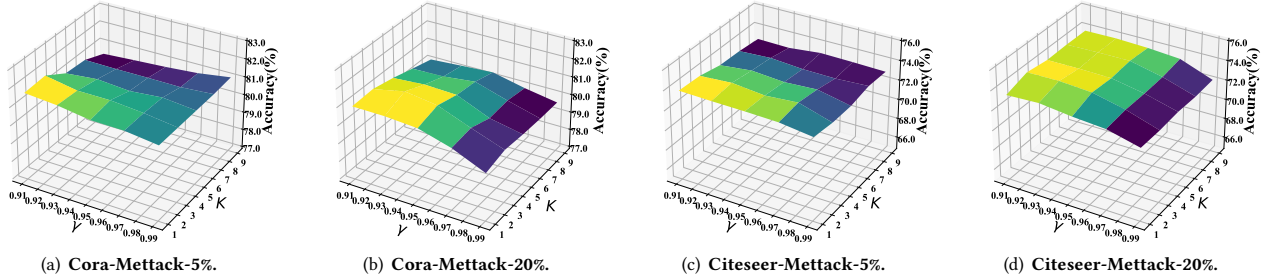 83.0
82.0
81.0
80.0
79.0
78.0
77.0
Accuracy(%)
0.91 0.92 0.93 0.94 0.95 0.96 0.97 0.98 0.99
γ
1 2 3 4 5 6 7 8 9
K
(a) Cora-Mettack-5%.
83.0
82.0
81.0
80.0
79.0
78.0
77.0
Accuracy(%)
0.91 0.92 0.93 0.94 0.95 0.96 0.97 0.98 0.99
γ
1 2 3 4 5 6 7 8 9
K
(b) Cora-Mettack-20%.
76.0
74.0
72.0
70.0
68.0
66.0
Accuracy(%)
0.91 0.92 0.93 0.94 0.95 0.96 0.97 0.98 0.99
γ
1 2 3 4 5 6 7 8 9
K
(c) Citeseer-Mettack-5%.
76.0
74.0
72.0
70.0
68.0
66.0
Accuracy(%)
0.91 0.92 0.93 0.94 0.95 0.96 0.97 0.98 0.99
γ
1 2 3 4 5 6 7 8 9
K
(d) Citeseer-Mettack-20%.